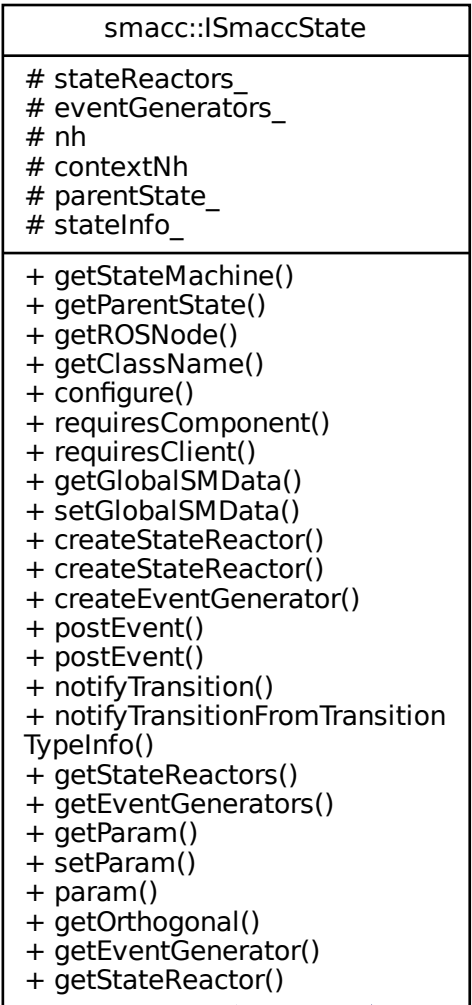 smacc::ISmaccState
# stateReactors_
# eventGenerators_
# nh
# contextNh
# parentState_
# stateInfo_
+ getStateMachine()
+ getParentState()
+ getROSNode()
+ getClassName()
+ configure()
+ requiresComponent()
+ requiresClient()
+ getGlobalSMData()
+ setGlobalSMData()
+ createStateReactor()
+ createStateReactor()
+ createEventGenerator()
+ postEvent()
+ postEvent()
+ notifyTransition()
+ notifyTransitionFromTransition
TypeInfo()
+ getStateReactors()
+ getEventGenerators()
+ getParam()
+ setParam()
+ param()
+ getOrthogonal()
+ getEventGenerator()
+ getStateReactor()